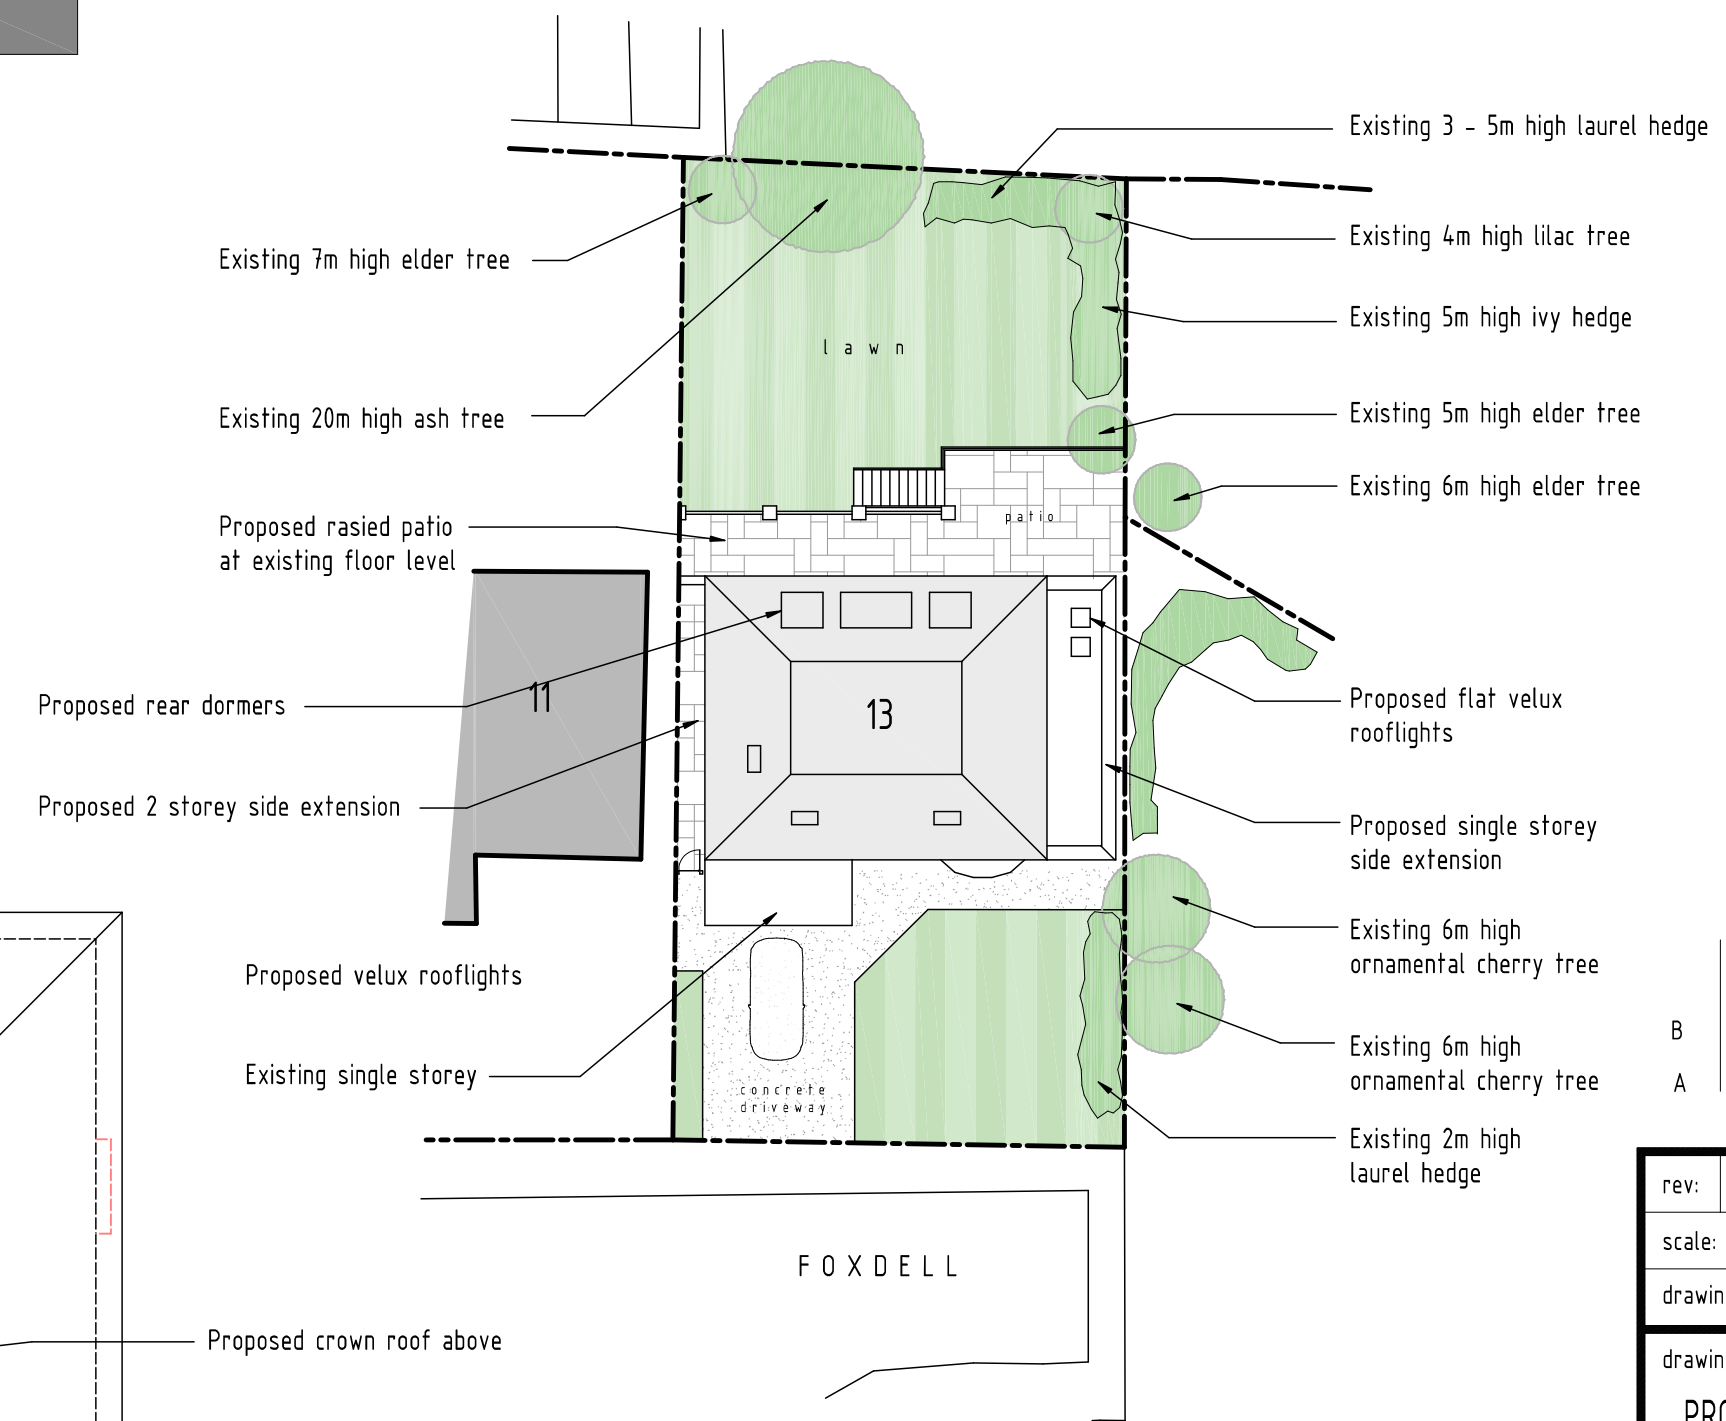 Existing 3 - 5m high laurel hedge
Existing 4m high lilac tree
Existing 7m high elder tree
Existing 5m high ivy hedge
lawn
Existing 20m high ash tree
Existing 5m high elder tree
Existing 6m high elder tree
Proposed rasied patio
at existing floor level
patio
11
13
Proposed rear dormers
Proposed flat velux
rooflights
Proposed 2 storey side extension
Proposed single storey
side extension
Existing 6m high
ornamental cherry tree
Proposed velux rooflights
Existing single storey
Existing 6m high
ornamental cherry tree
B
A
concrete
driveway
Existing 2m high
laurel hedge
rev:
scale:
drawin
FOXDELL
Proposed crown roof above
drawin
PRO